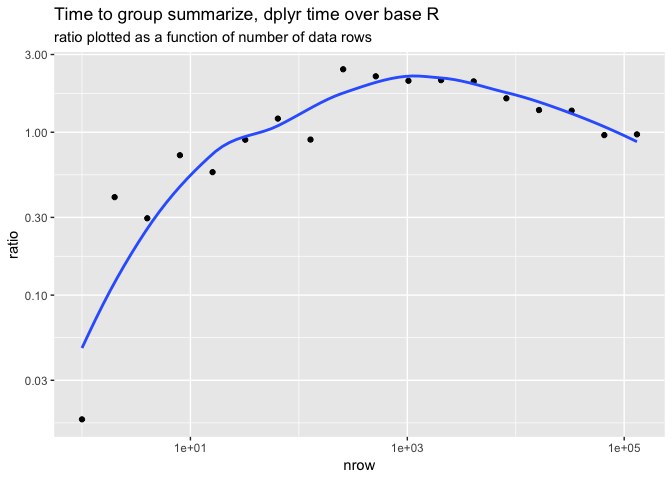 Time to group summarize, dplyr time over base R
ratio plotted as a function of number of data rows
3.00
1.00
0.30
0.10
0.03
ratio
1e+01
1e+03
1e+05
nrow